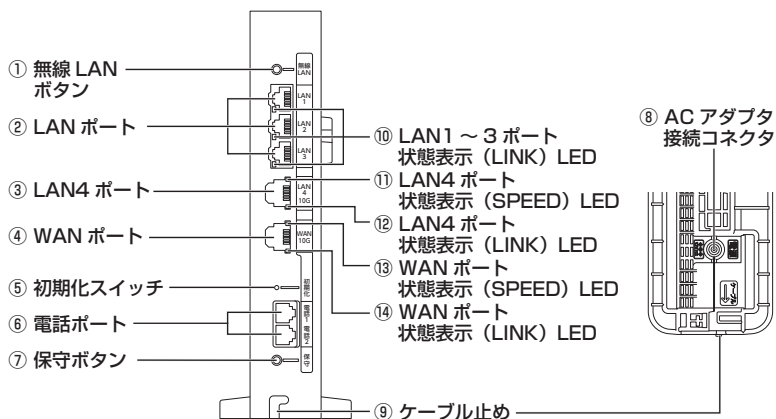 ① 無線 LAN
ボタン
② LAN ポート
③ LAN4 ポート
④ WAN ポート
⑤ 初期化スイッチ
⑥ 電話ポート
⑦ 保守ボタン
無線
LAN
LAN
1
LAN
2
LAN
3
LAN
4
10G
WAN
10G
初期化
電話1
電話2
保守
⑩ LAN1 ～ 3 ポート
状態表示（LINK）LED
⑪ LAN4 ポート
状態表示（SPEED）LED
⑫ LAN4 ポート
状態表示（LINK）LED
⑬ WAN ポート
状態表示（SPEED）LED
⑭ WAN ポート
状態表示（LINK）LED
⑨ ケーブル止め
⑧ AC アダプタ
接続コネクタ